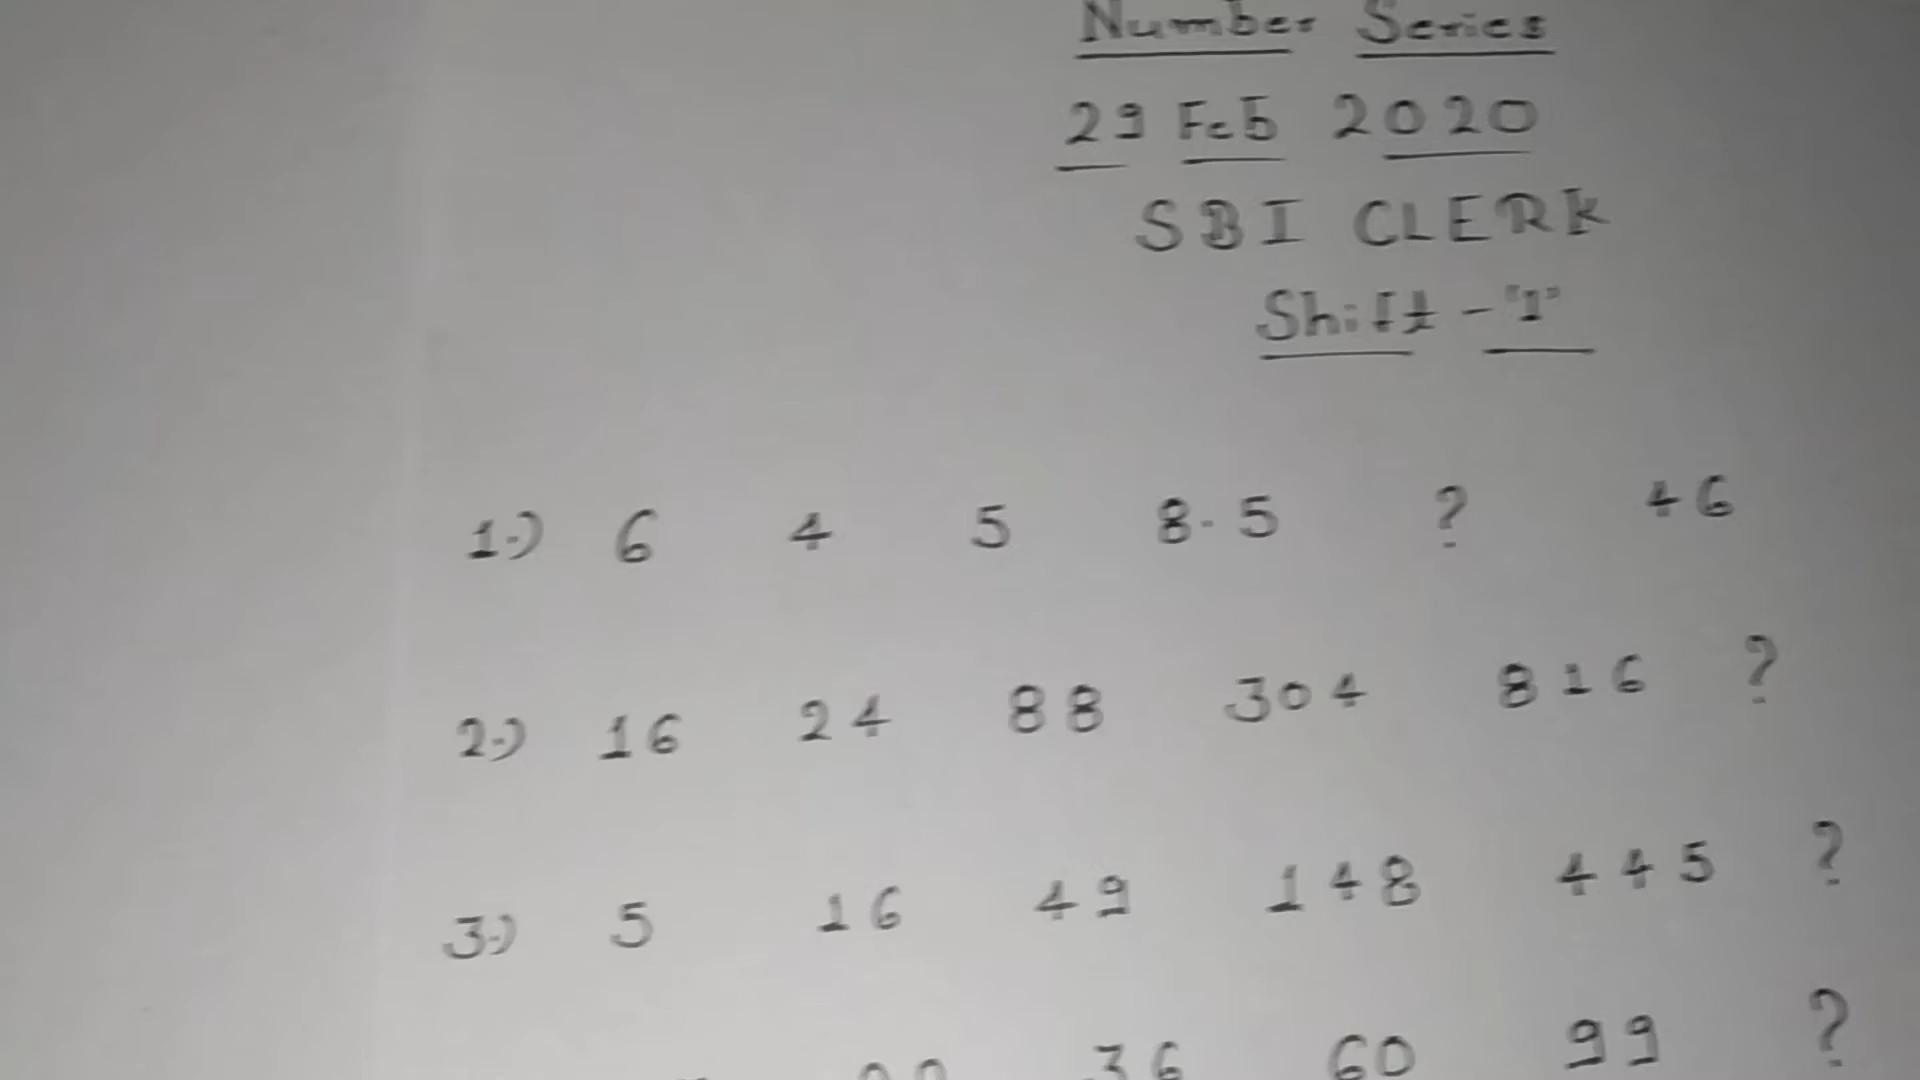 Number Series
29 Feb 2020
SBI CLERK
Shift - "I"
1.) 6 4 5 8.5 ? 46
2.) 16 24 88 304 816 ?
3.) 5 16 49 148 445 ?
36 60 99 ?